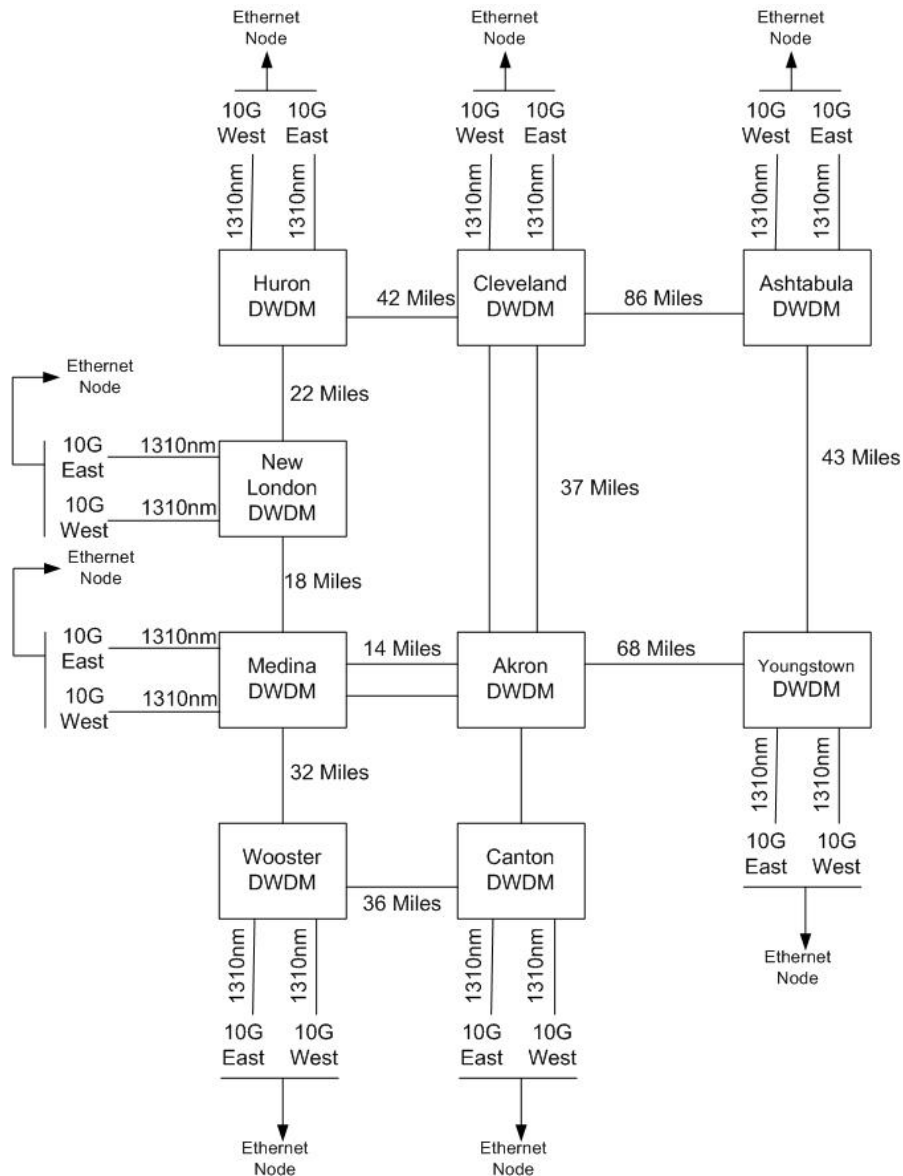 Ethernet
Node
Ethernet
Node
Ethernet
Node
10G
West
10G
East
10G
West
10G
East
10G
West
10G
East
1310nm
1310nm
1310nm
1310nm
1310nm
1310nm
Huron
DWDM
42 Miles
Cleveland
DWDM
86 Miles
Ashtabula
DWDM
Ethernet
Node
22 Miles
10G
East
1310nm
10G
West
1310nm
New
London
DWDM
37 Miles
43 Miles
Ethernet
Node
18 Miles
10G
East
1310nm
10G
West
1310nm
Medina
DWDM
14 Miles
Akron
DWDM
68 Miles
Youngstown
DWDM
32 Miles
1310nm
1310nm
10G
East
10G
West
Wooster
DWDM
36 Miles
Canton
DWDM
1310nm
1310nm
1310nm
1310nm
Ethernet
Node
10G
East
10G
West
10G
East
10G
West
Ethernet
Node
Ethernet
Node